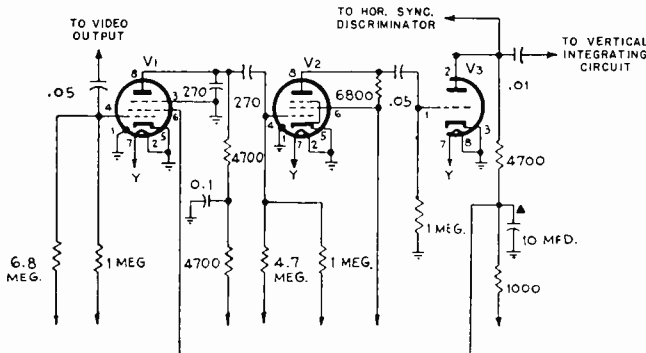 TO HOR. SYNC.
DISCRIMINATOR
TO VIDEO
OUTPUT
TO VERTICAL
INTEGRATING
CIRCUIT
V1
V2
V3
8
8
2
.05
3
270
270
6800
.05
.01
4
6
4
6
1
1
5
1
5
3
7
2
7
2
7
8
Y
Y
Y
4700
4700
0.1
1 MEG.
10 MFD.
6.8
MEG.
1 MEG
4700
4.7
MEG.
1 MEG.
1000